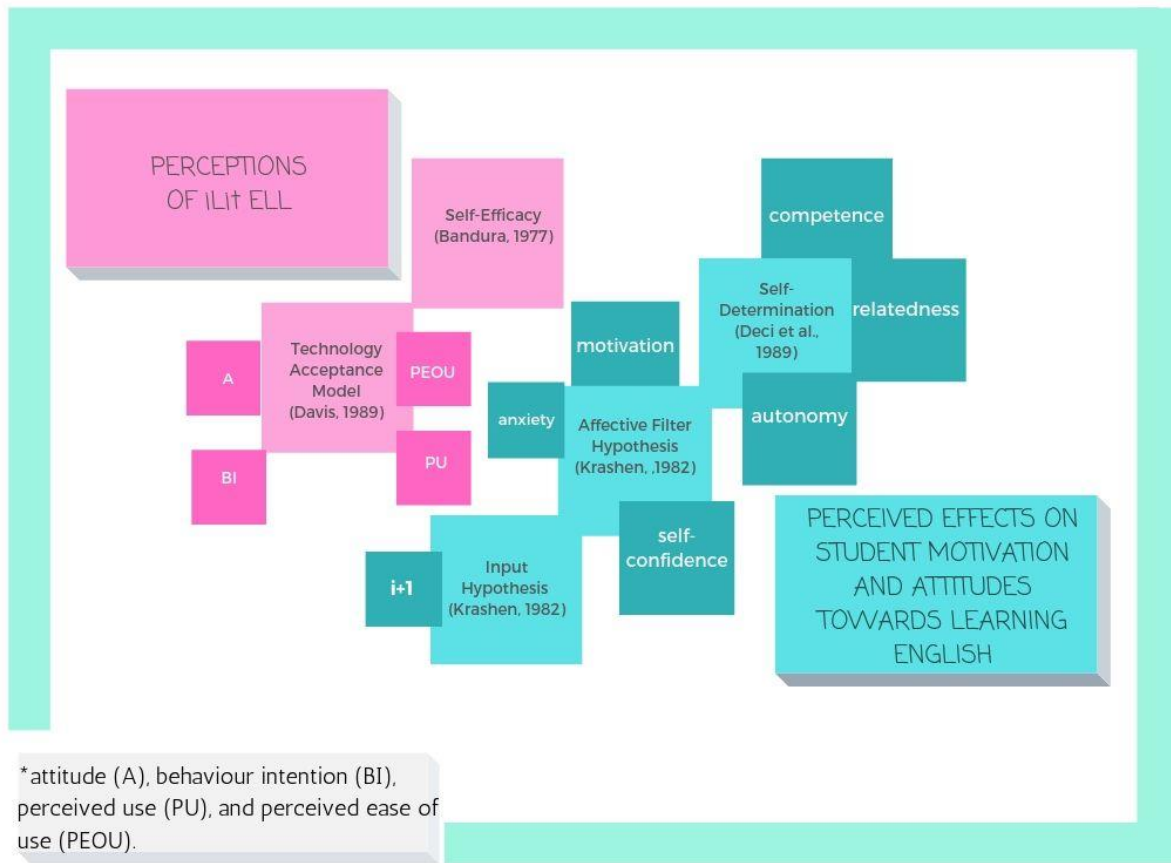 PERCEPTIONS
OF iLit ELL
Self-Efficacy
(Bandura, 1977)
Technology
Acceptance
Model
(Davis, 1989)
A
PEOU
BI
PU
competence
Self-
Determination
(Deci et al.,
1989)
relatedness
autonomy
motivation
anxiety
Affective Filter
Hypothesis
(Krashen, ,1982)
self-
confidence
i+1
Input
Hypothesis
(Krashen, 1982)
PERCEIVED EFFECTS ON
STUDENT MOTIVATION
AND ATTITUDES
TOWARDS LEARNING
ENGLISH
*attitude (A), behaviour intention (BI),
perceived use (PU), and perceived ease of
use (PEOU).